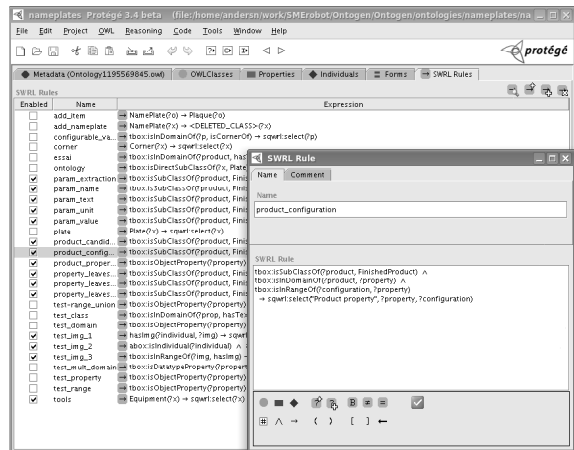 nameplates Protégé 3.4 beta (file:/home/andersn/Work/SMErobot/Ontogen/Ontogen/ontologies/nameplates/na
File Edit Project OWL Reasoning Code Tools Window Help
protégé
Metadata (Ontology1195569845.owl) OWLClasses Properties Individuals Forms SWRL Rules
SWRL Rules
Enabled Name Expression
add_item NamePlate(?o) → Plaque(?o)
add_nameplate NamePlate(?x) → <DELETED_CLASS>(?x)
configurable_va... tbox:isInDomainOf(?p, isCornerOf) → sqwrl:select(?p)
corner Corner(?x) → sqwrl:select(?x)
essai tbox:isInDomainOf(?product, has
ontology tbox:isDirectSubClassOf(?x, Plate
param_extraction tbox:isSubClassOf(?product, Finis
param_name tbox:isSubClassOf(?product, Finis
param_text tbox:isSubClassOf(?product, Finis
param_unit tbox:isSubClassOf(?product, Finis
param_value tbox:isSubClassOf(?product, Finis
plate Plate(?x) → sqwrl:select(?x)
product_candid... tbox:isSubClassOf(?product, Finis
product_config... tbox:isSubClassOf(?product, Finis
product_proper... tbox:isObjectProperty(?property)
property_leaves... tbox:isSubClassOf(?product, Finis
property_leaves... tbox:isSubClassOf(?product, Finis
property_leaves... tbox:isSubClassOf(?product, Finis
test-range_union tbox:isObjectProperty(?property)
test_class tbox:isInDomainOf(?prop, hasTex
test_domain tbox:isObjectProperty(?property)
test_img_1 hasImg(?individual, ?img) → sqwr
test_img_2 abox:isIndividual(?individual) ∧
test_img_3 tbox:isInRangeOf(?img, hasImg) →
test_mult_domain tbox:isDatatypeProperty(?propert
test_property tbox:isObjectProperty(?property)
test_range tbox:isObjectProperty(?property)
tools Equipment(?x) → sqwrl:select(?x)
SWRL Rule
Name Comment
Name
product_configuration
SWRL Rule
tbox:isSubClassOf(?product, FinishedProduct) ∧
tbox:isInDomainOf(?product, ?property) ∧
tbox:isInRangeOf(?configuration, ?property)
→ sqwrl:select("Product property", ?property, ?configuration)
B ≠ =
∧ → ( ) [ ] ←